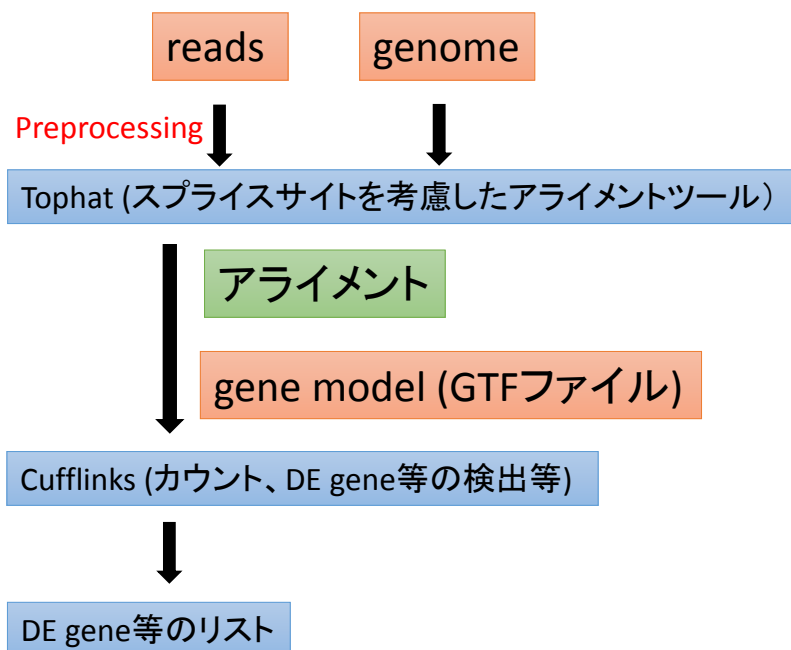 reads
genome
Preprocessing
Tophat (スプライスサイトを考慮したアライメントツール）
アライメント
gene model (GTFファイル)
Cufflinks (カウント、DE gene等の検出等)
DE gene等のリスト